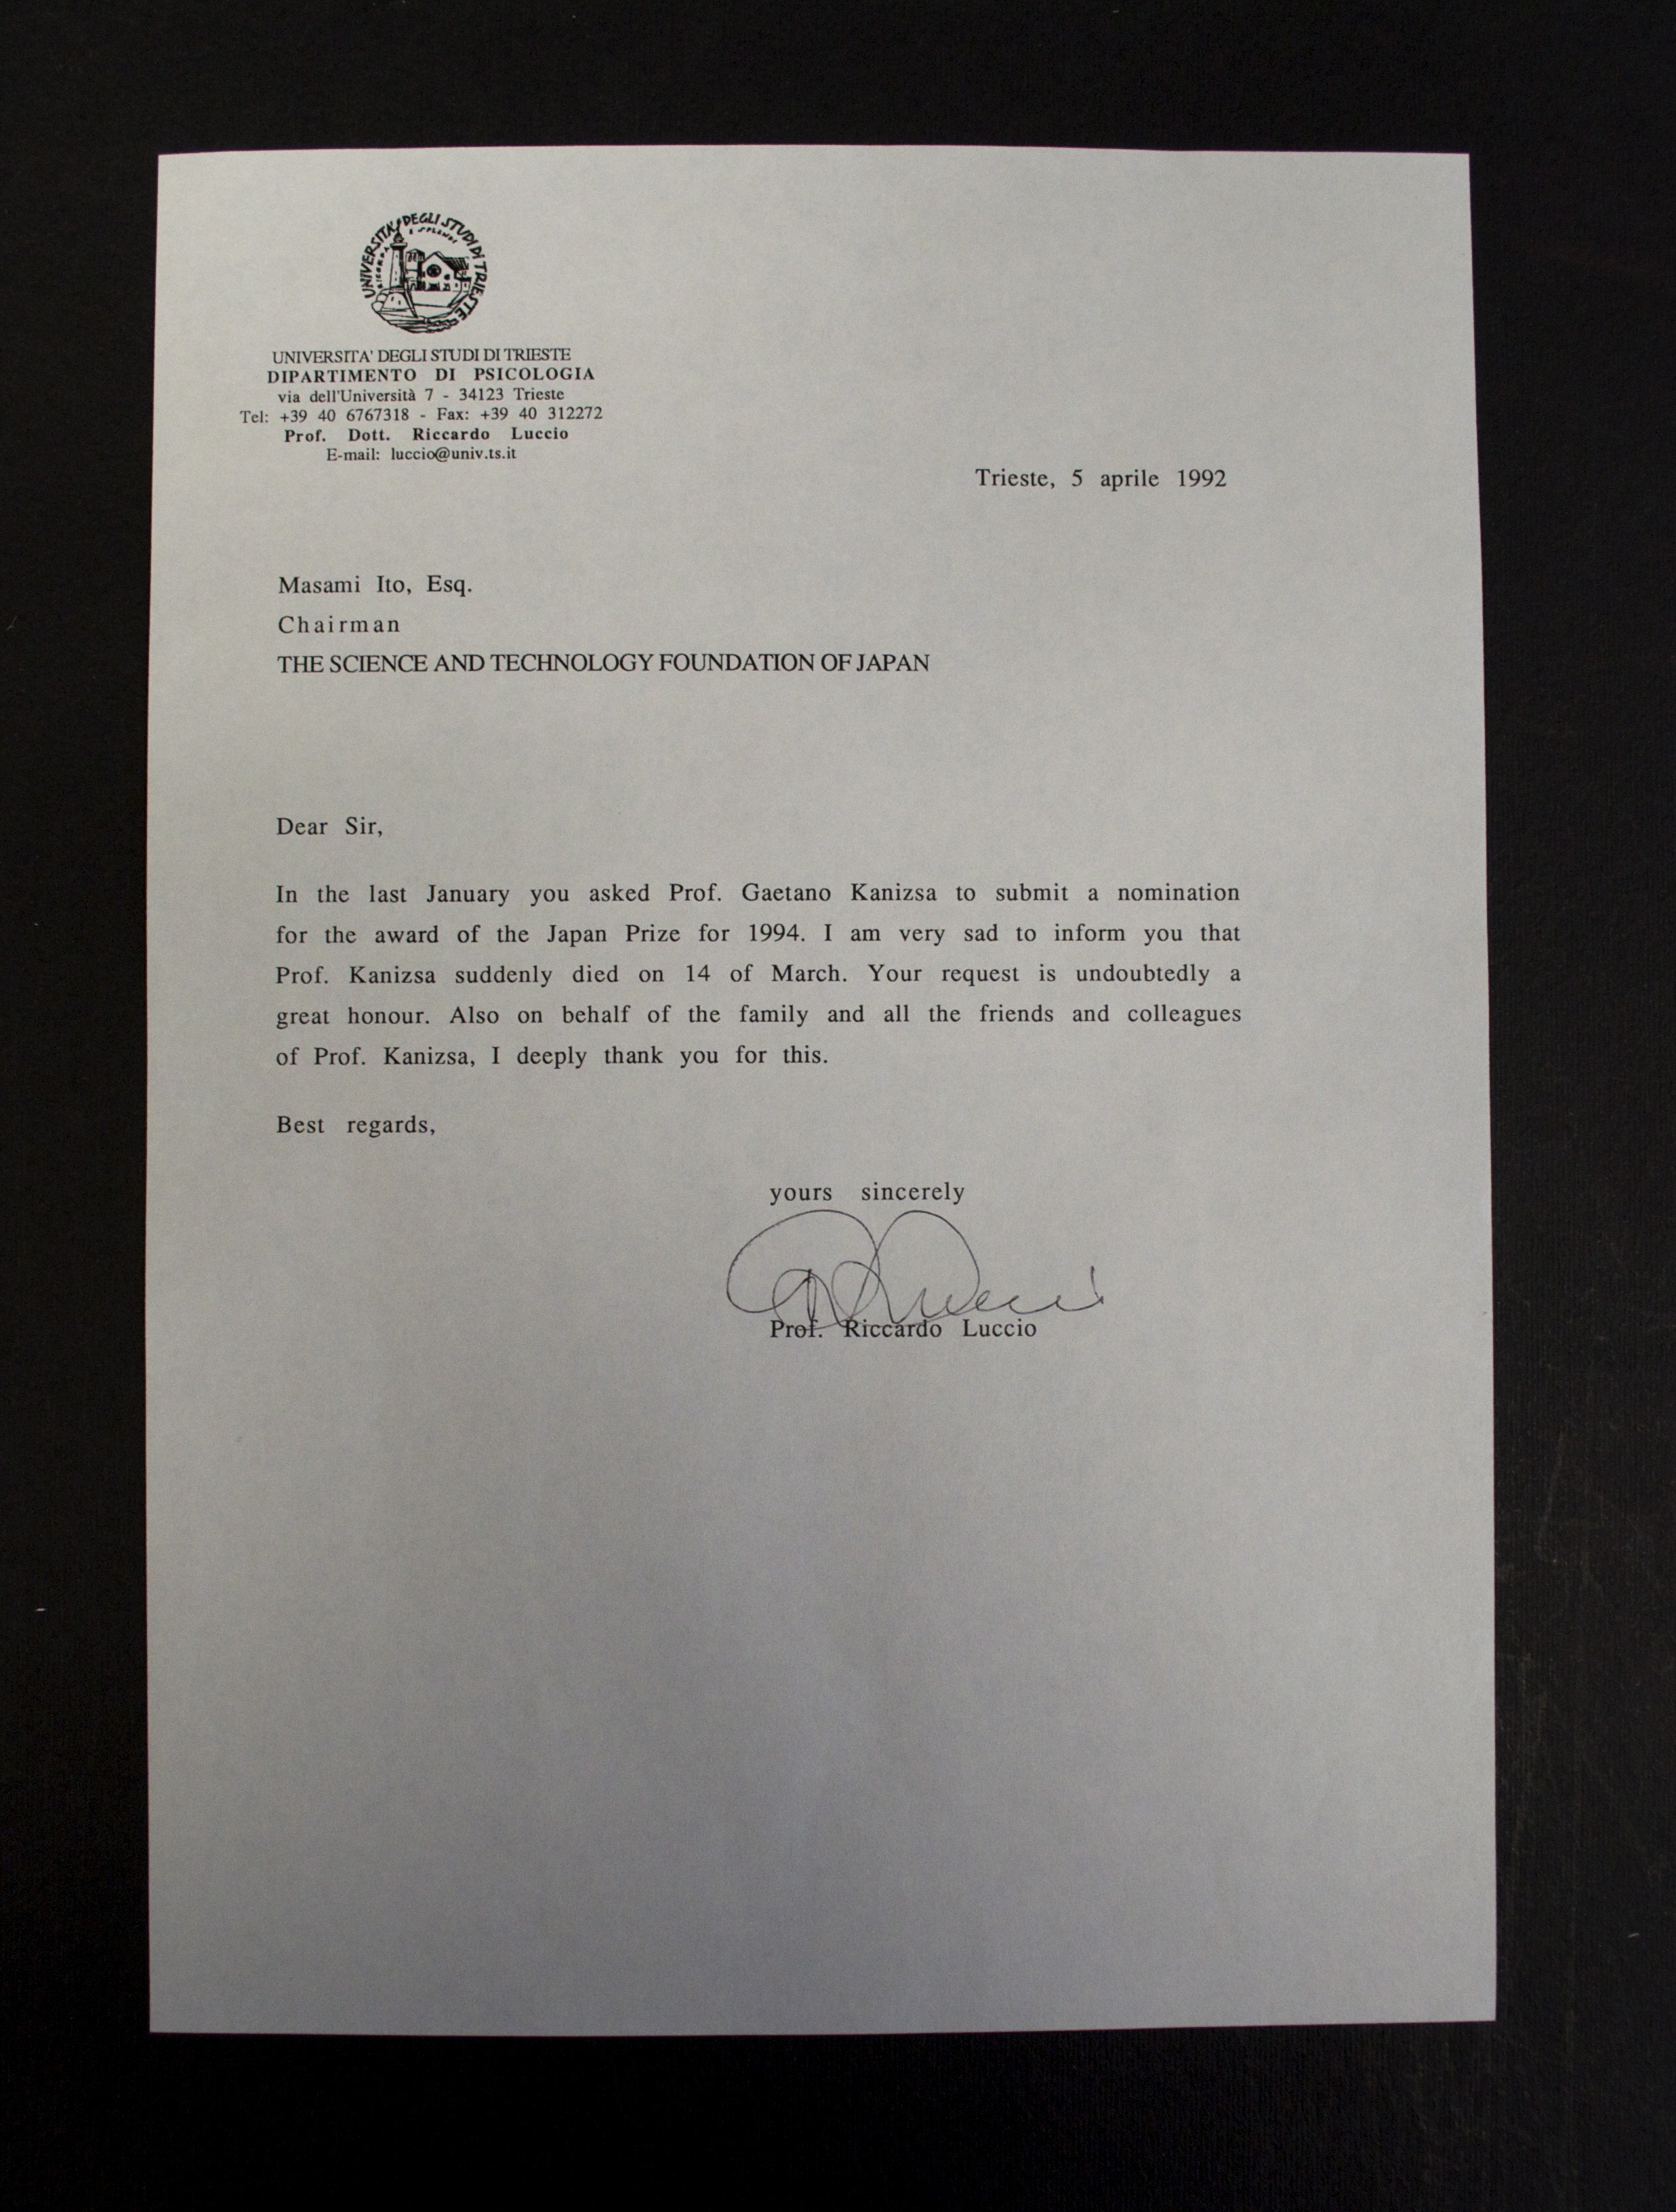 UNIVERSITA' DEGLI STUDI DI TRIESTE
UNIVERSITA' DEGLI STUDI DI TRIESTE
DIPARTIMENTO DI PSICOLOGIA
via dell'Università 7 - 34123 Trieste
Tel: +39 40 6767318 - Fax: +39 40 312272
Prof. Dott. Riccardo Luccio
E-mail: luccio@univ.ts.it
Trieste, 5 aprile 1992
Masami Ito, Esq.
Chairman
THE SCIENCE AND TECHNOLOGY FOUNDATION OF JAPAN
Dear Sir,
In the last January you asked Prof. Gaetano Kanizsa to submit a nomination
for the award of the Japan Prize for 1994. I am very sad to inform you that
Prof. Kanizsa suddenly died on 14 of March. Your request is undoubtedly a
great honour. Also on behalf of the family and all the friends and colleagues
of Prof. Kanizsa, I deeply thank you for this.
Best regards,
yours sincerely
Prof. Riccardo Luccio